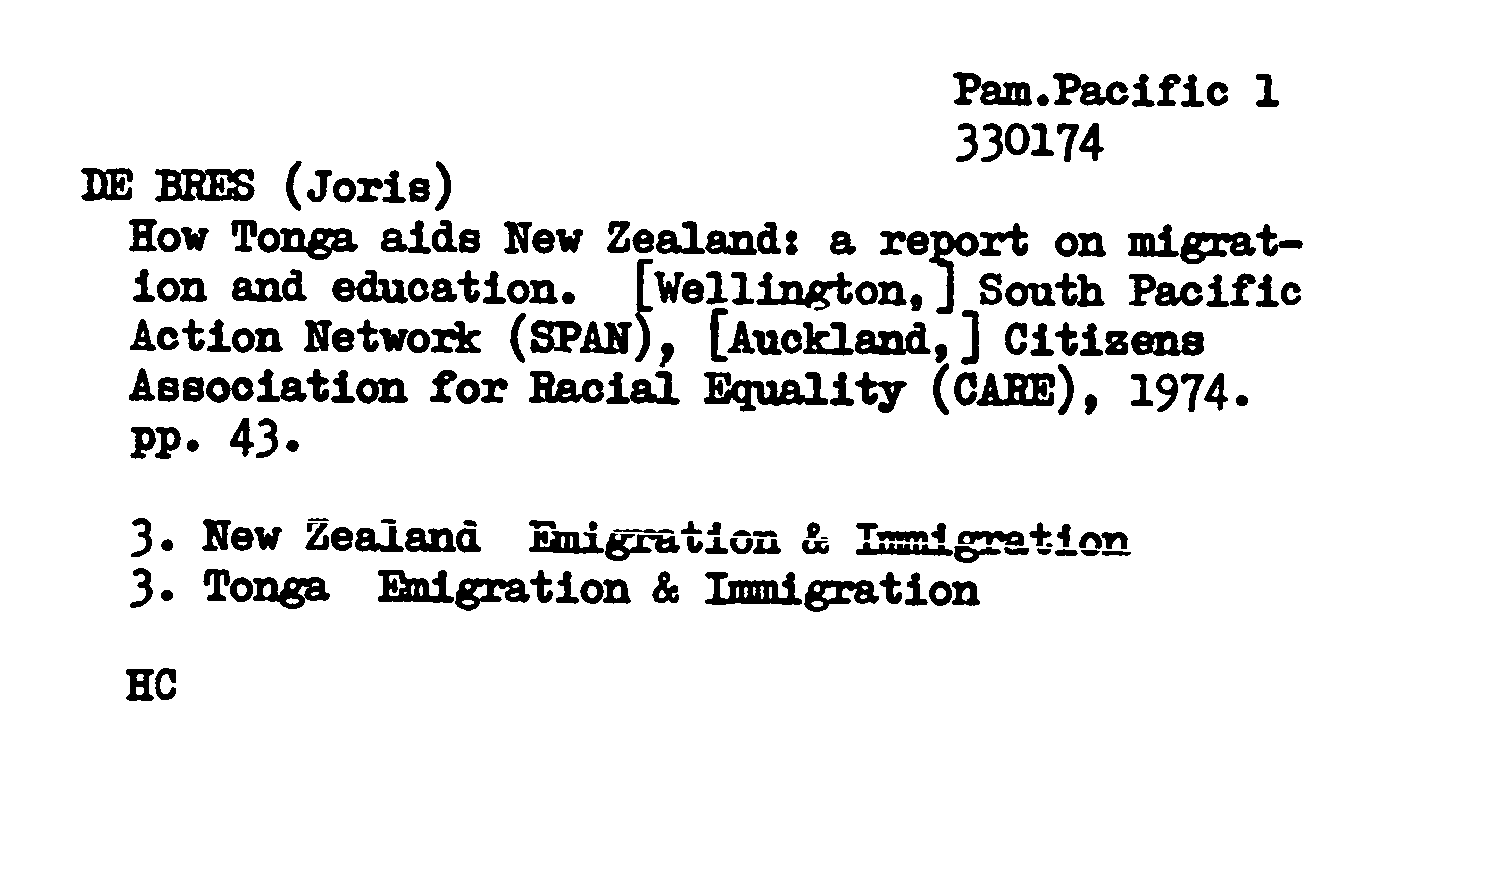 Pam.Pacific 1
330174
DE BRES (Joris)
How Tonga aids New Zealand: a report on migrat-
ion and education. [Wellington,] South Pacific
Action Network (SPAN), [Auckland,] Citizens
Association for Racial Equality (CARE), 1974.
pp. 43.
3. New Zealand Emigration & Immigration
3. Tonga Emigration & Immigration
HC